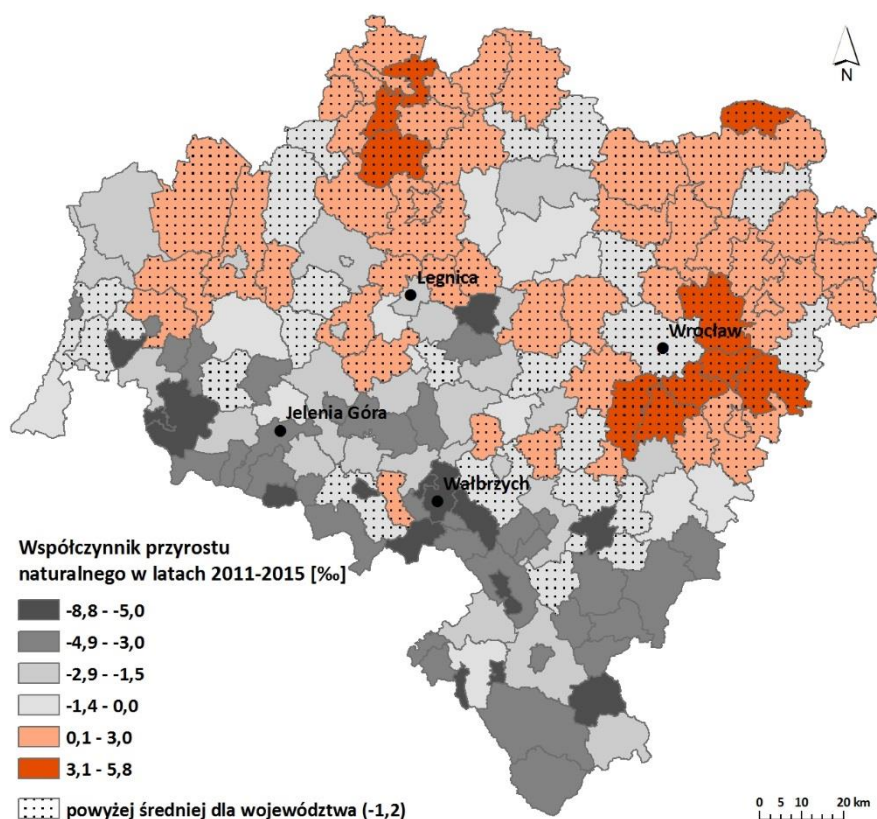 N
Legnica
Wrocław
Jelenia Góra
Wałbrzych
Współczynnik przyrostu
naturalnego w latach 2011-2015 [‰]
-8,8 - -5,0
-4,9 - -3,0
-2,9 - -1,5
-1,4 - 0,0
0,1 - 3,0
3,1 - 5,8
powyżej średniej dla województwa (-1,2)
0 5 10 20 km